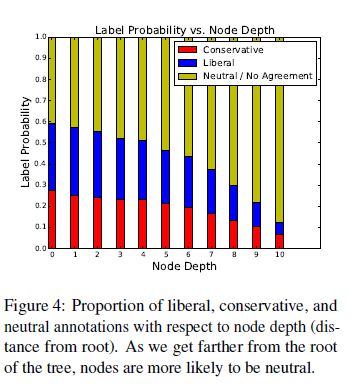 Label Probability vs. Node Depth
Conservative
Liberal
Neutral / No Agreement
Label Probability
1.0
0.9
0.8
0.7
0.6
0.5
0.4
0.3
0.2
0.1
0.0
0 1 2 3 4 5 6 7 8 9 10
Node Depth
Figure 4: Proportion of liberal, conservative, and
neutral annotations with respect to node depth (dis-
tance from root). As we get farther from the root
of the tree, nodes are more likely to be neutral.